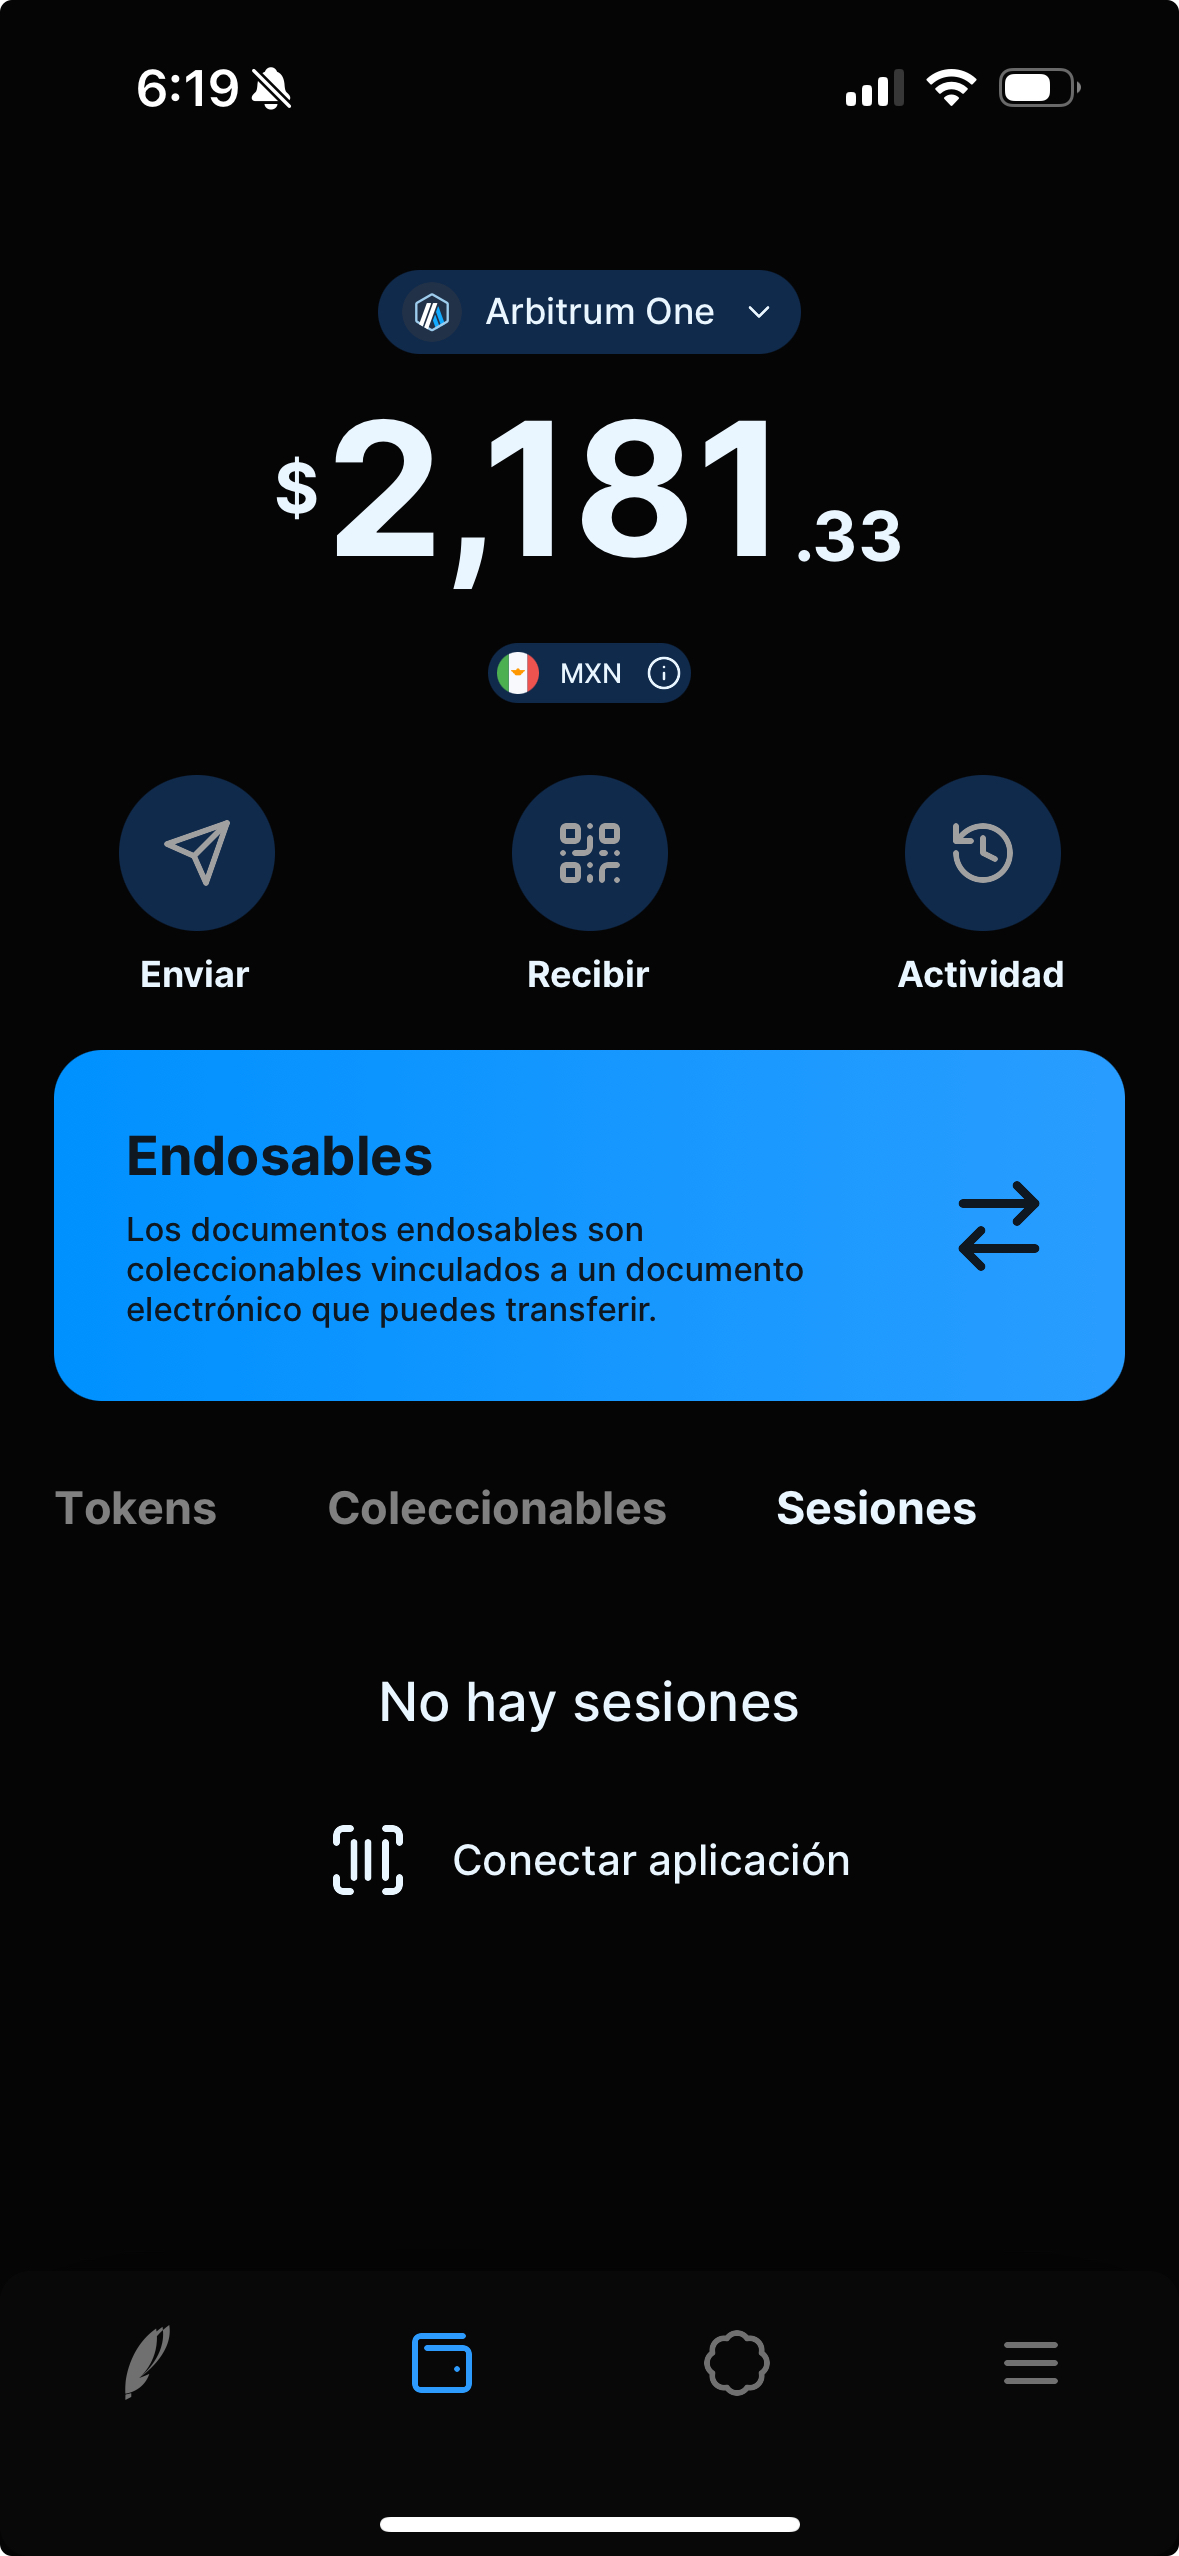 6:19
Arbitrum One
$2,181.33
MXN
Enviar Recibir Actividad
Endosables
Los documentos endosables son
coleccionables vinculados a un documento
electrónico que puedes transferir.
Tokens Coleccionables Sesiones
No hay sesiones
Conectar aplicación